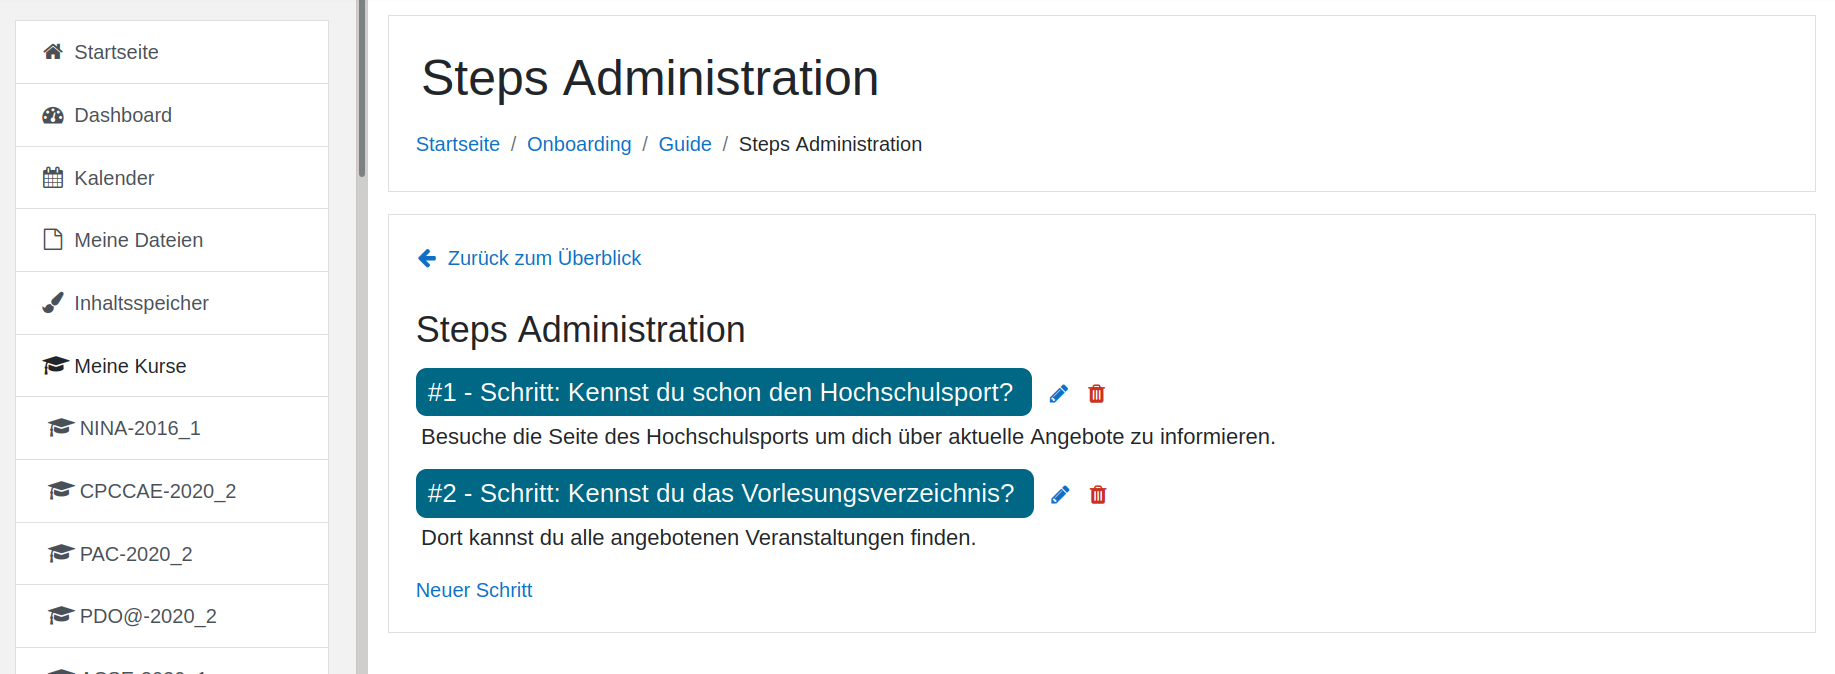 Startseite
Dashboard
Kalender
Meine Dateien
Inhaltsspeicher
Meine Kurse
NINA-2016_1
CPCCAE-2020_2
PAC-2020_2
PDO@-2020_2
Steps Administration
Startseite / Onboarding / Guide / Steps Administration
Zurück zum Überblick
Steps Administration
#1 - Schritt: Kennst du schon den Hochschulsport?
Besuche die Seite des Hochschulsports um dich über aktuelle Angebote zu informieren.
#2 - Schritt: Kennst du das Vorlesungsverzeichnis?
Dort kannst du alle angebotenen Veranstaltungen finden.
Neuer Schritt